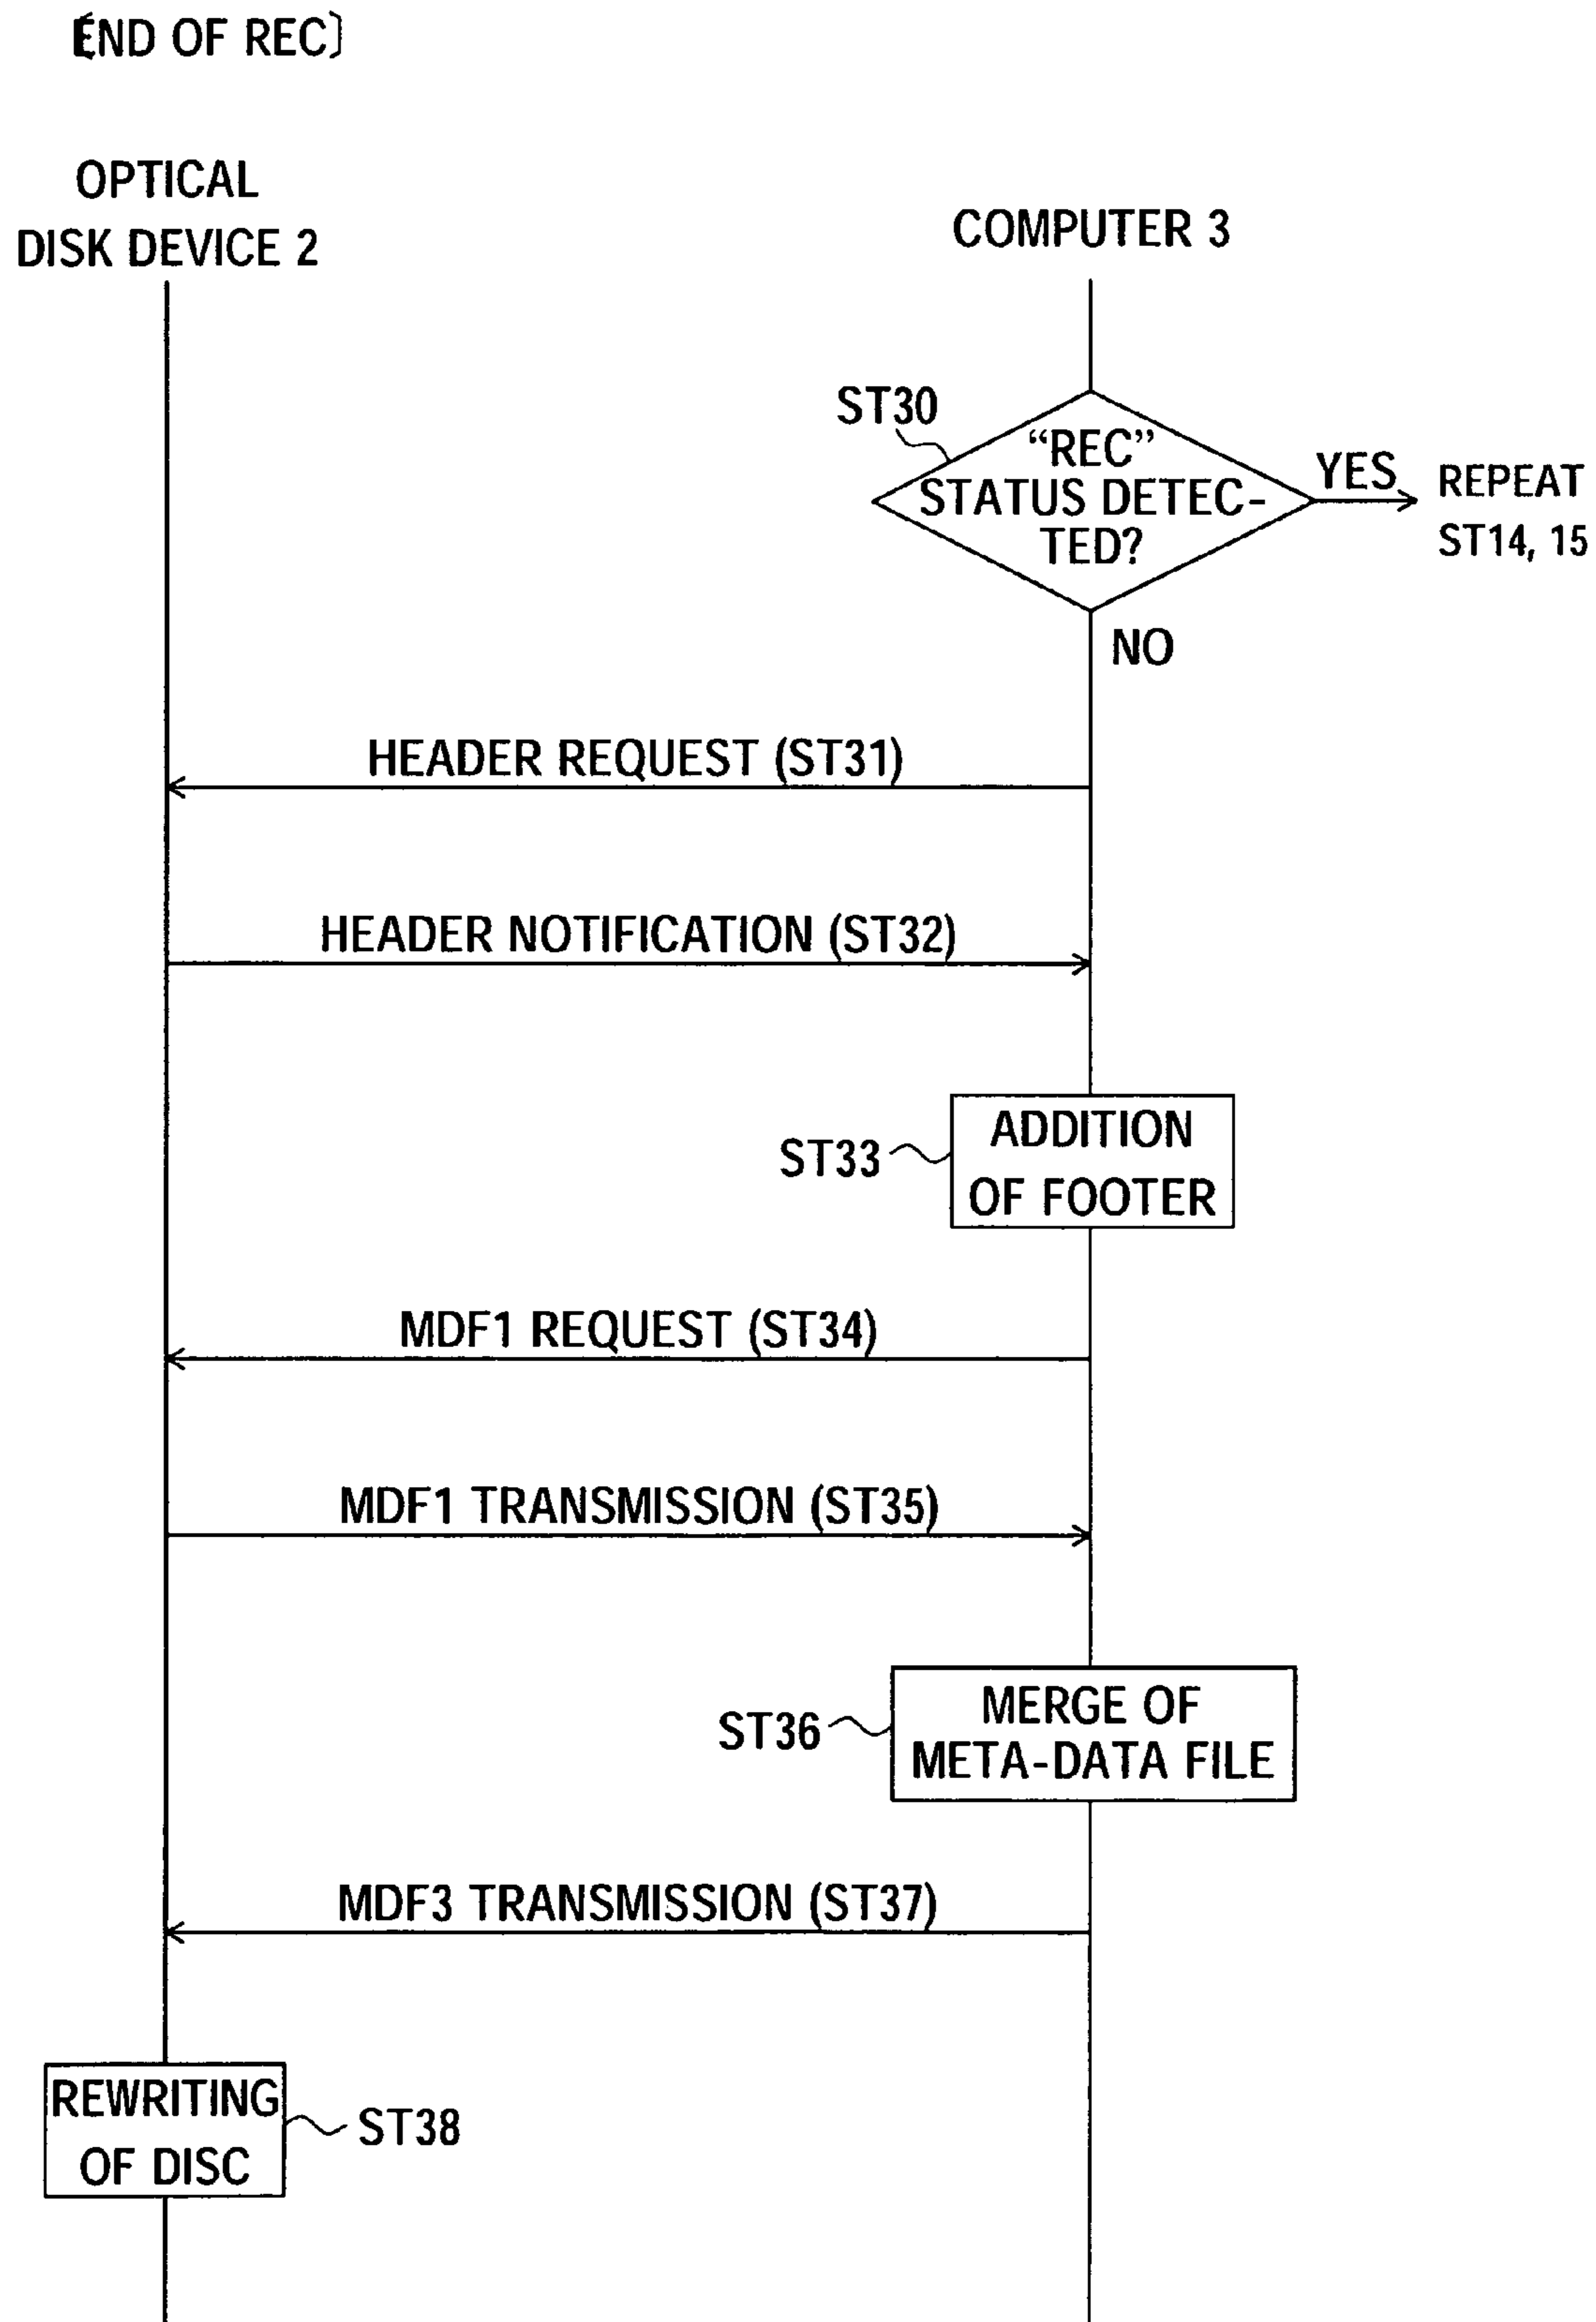 [END OF REC]
OPTICAL
DISK DEVICE 2
COMPUTER 3
ST30
“REC”
STATUS DETEC-
TED?
YES
REPEAT
ST14, 15
NO
HEADER REQUEST (ST31)
HEADER NOTIFICATION (ST32)
ST33
ADDITION
OF FOOTER
MDF1 REQUEST (ST34)
MDF1 TRANSMISSION (ST35)
ST36
MERGE OF
META-DATA FILE
MDF3 TRANSMISSION (ST37)
REWRITING
OF DISC
ST38